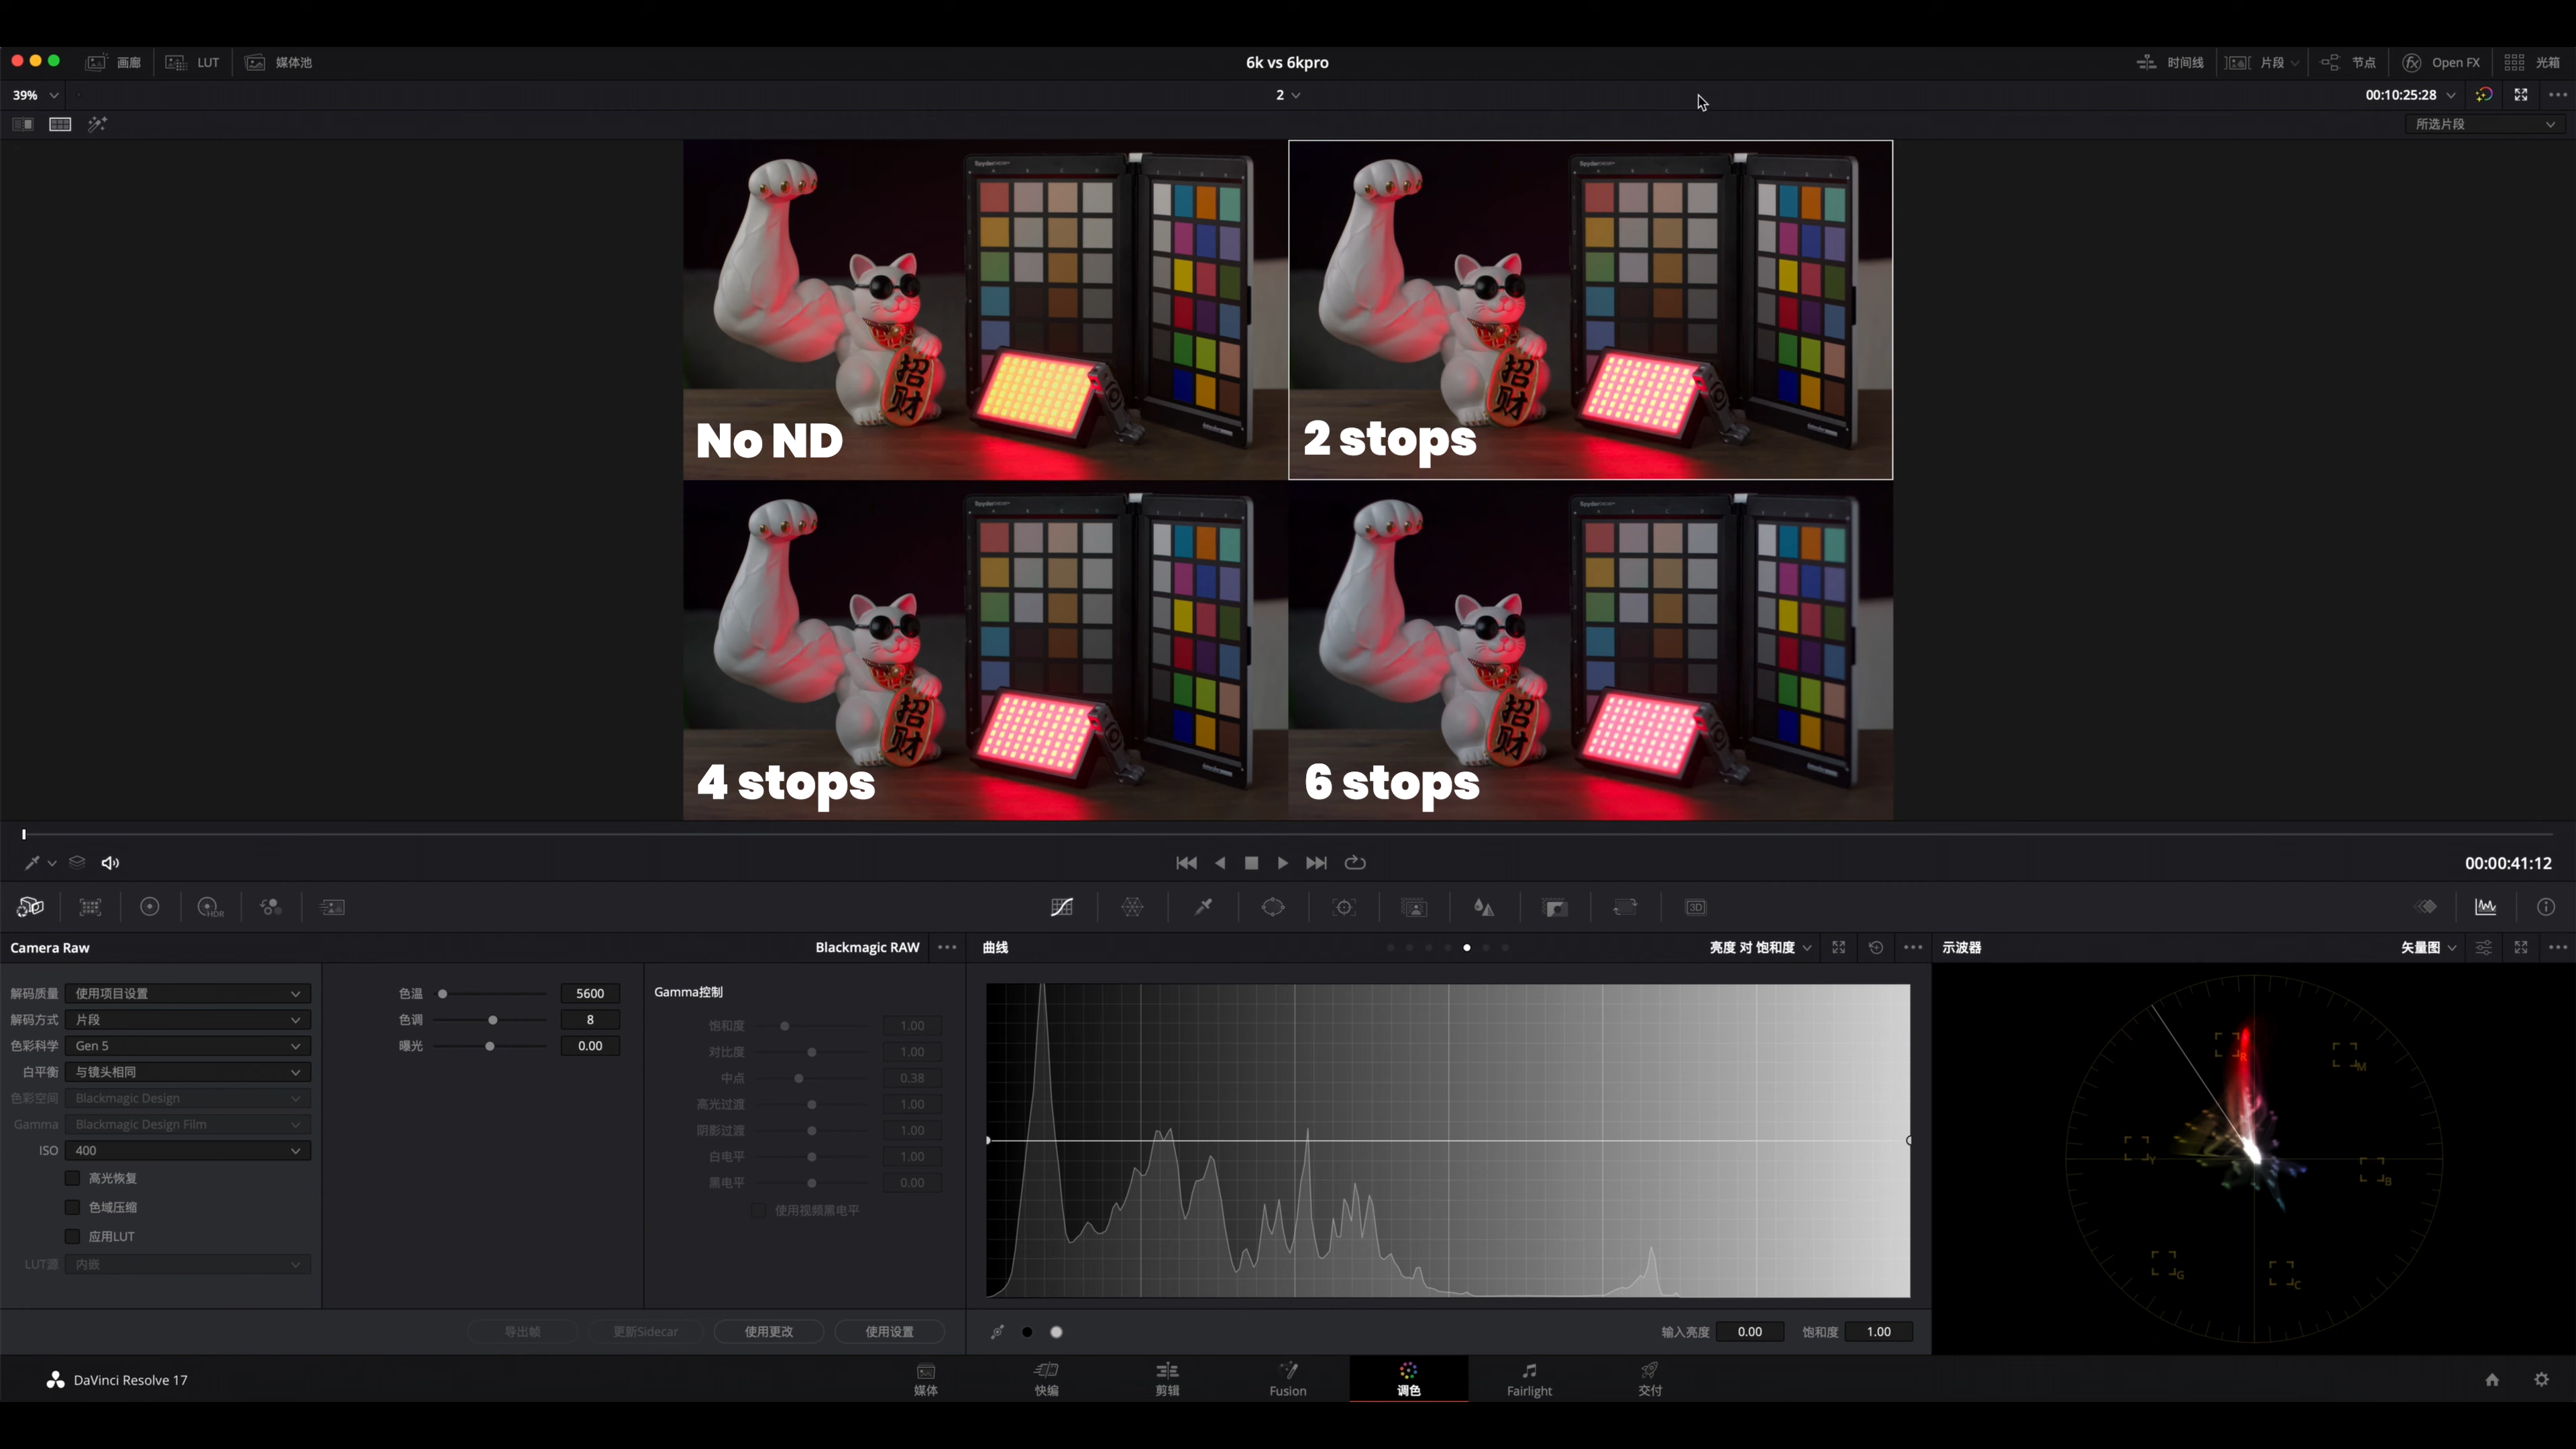 画廊
LUT
媒体池
6k vs 6kpro
时间线
片段
节点
Open FX
光箱
39%
2
00:10:25:28
所选片段
招财
No ND
招财
2 stops
招财
4 stops
招财
6 stops
00:00:41:12
HDR
3D
Camera Raw
Blackmagic RAW
解码质量 使用项目设置
解码方式 片段
色彩科学 Gen 5
白平衡 与镜头相同
色彩空间 Blackmagic Design
Gamma Blackmagic Design Film
ISO 400
高光恢复
色域压缩
应用LUT
LUT源 内嵌
色温 5600
色调 8
曝光 0.00
Gamma控制
饱和度 1.00
对比度 1.00
中点 0.38
高光过渡 1.00
阴影过渡 1.00
白电平 1.00
黑电平 0.00
使用视频黑电平
导出帧
更新Sidecar
使用更改
使用设置
曲线
亮度 对 饱和度
输入亮度 0.00
饱和度 1.00
示波器
矢量图
R
M
Y
B
G
C
DaVinci Resolve 17
媒体
快编
剪辑
Fusion
调色
Fairlight
交付